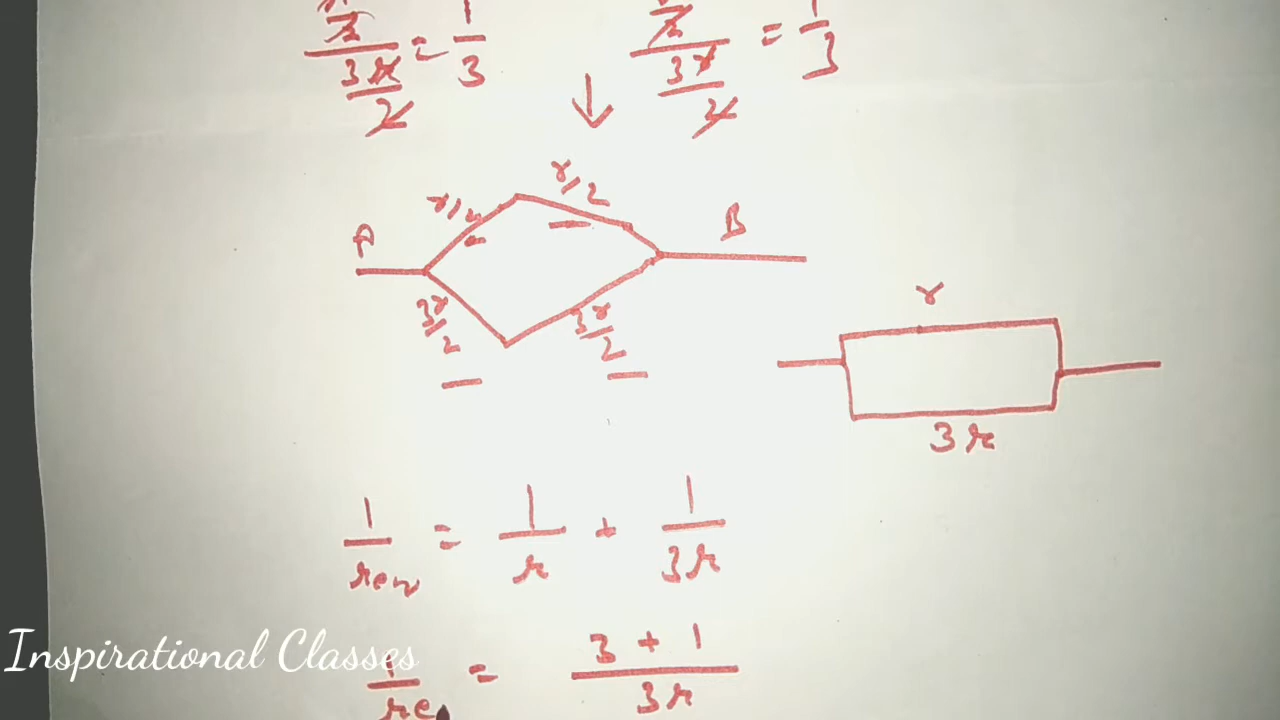 = 1/3 = 1/3
3r/2 3r/2
↓
r/2 r/2
A B
3r/2 3r/2
r
3r
1/req = 1/r + 1/3r
Inspirational Classes
1/re = 3 + 1/3r